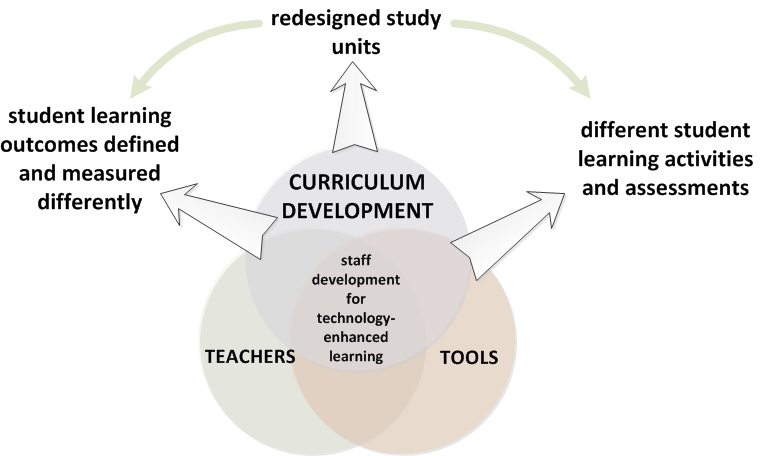 redesigned study
units
student learning
outcomes defined
and measured
differently
different student
learning activities
and assessments
CURRICULUM
DEVELOPMENT
staff
development
for
technology-
enhanced
learning
TEACHERS
TOOLS